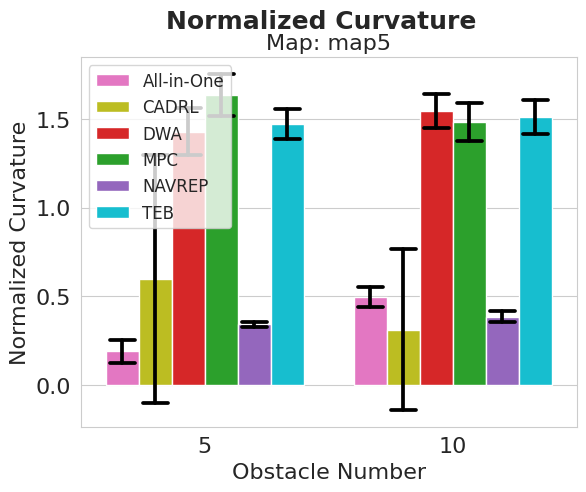 Normalized Curvature
Map: map5
Normalized Curvature
1.5
1.0
0.5
0.0
All-in-One
CADRL
DWA
MPC
NAVREP
TEB
5
10
Obstacle Number